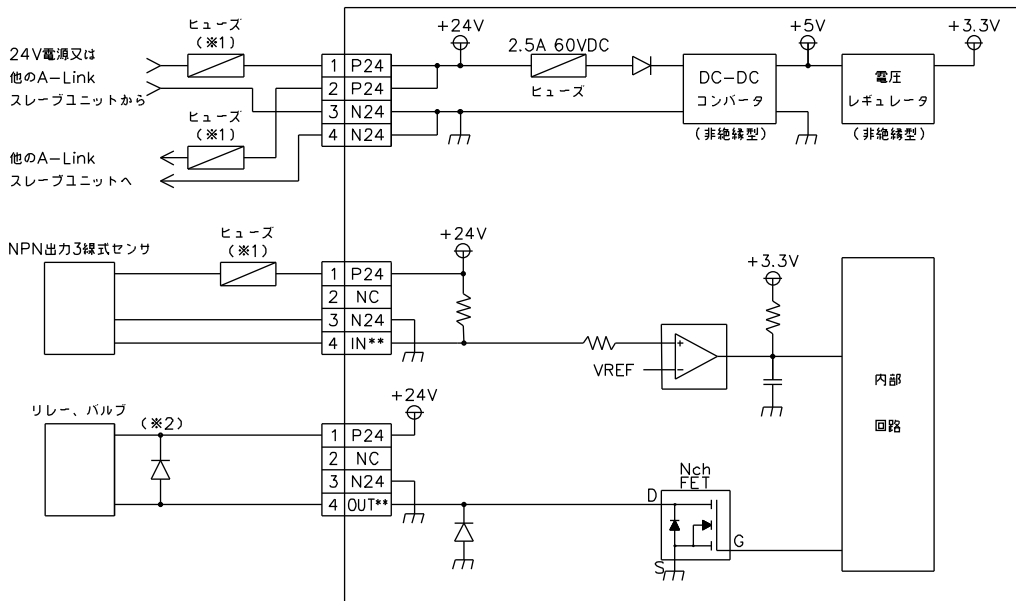 ヒューズ
(※1)
24V電源又は
他のA-Link
スレーブユニットから
1 P24
2 P24
3 N24
4 N24
+24V
2.5A 60VDC
ヒューズ
DC-DC
コンバータ
(非絶縁型)
+5V
電圧
レギュレータ
(非絶縁型)
+3.3V
ヒューズ
(※1)
他のA-Link
スレーブユニットへ
NPN出力3線式センサ
ヒューズ
(※1)
1 P24
2 NC
3 N24
4 IN**
+24V
VREF
+
-
+3.3V
内部
回路
リレー、バルブ
(※2)
1 P24
2 NC
3 N24
4 OUT**
+24V
Nch
FET
D
G
S